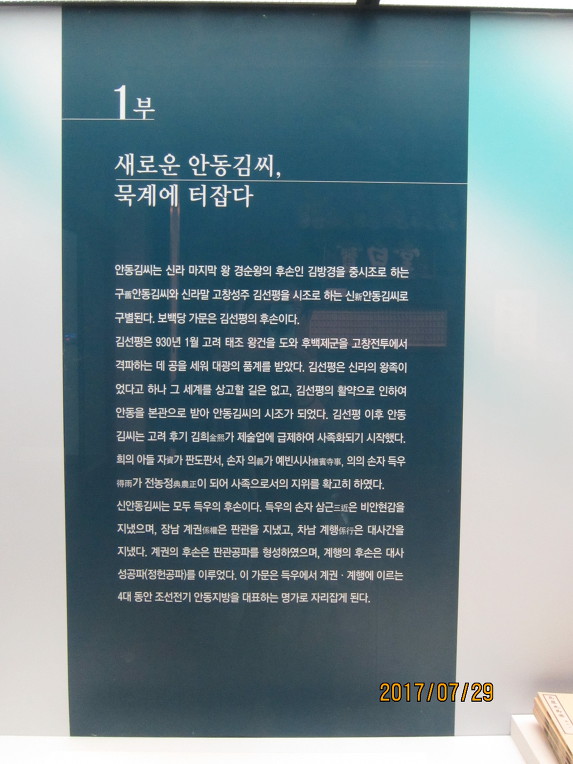 1부
새로운 안동김씨,
묵계에 터잡다
안동김씨는 신라 마지막 왕 경순왕의 후손인 김방경을 중시조로 하는
구舊안동김씨와 신라말 고창성주 김선평을 시조로 하는 신新안동김씨로
구별된다. 보백당 가문은 김선평의 후손이다.
김선평은 930년 1월 고려 태조 왕건을 도와 후백제군을 고창전투에서
격파하는 데 공을 세워 대광의 품계를 받았다. 김선평은 신라의 왕족이
었다고 하나 그 세계를 상고할 길은 없고, 김선평의 활약으로 인하여
안동을 본관으로 받아 안동김씨의 시조가 되었다. 김선평 이후 안동
김씨는 고려 후기 김희金熙가 제술업에 급제하여 사족화되기 시작했다.
희의 아들 자資가 판도판서, 손자 의義가 예빈시사禮賓寺事, 의의 손자 득우
得雨가 전농정典農正이 되어 사족으로서의 지위를 확고히 하였다.
신안동김씨는 모두 득우의 후손이다. 득우의 손자 삼근三近은 비안현감을
지냈으며, 장남 계권係權은 판관을 지냈고, 차남 계행係行은 대사간을
지냈다. 계권의 후손은 판관공파를 형성하였으며, 계행의 후손은 대사
성공파(정헌공파)를 이루었다. 이 가문은 득우에서 계권 · 계행에 이르는
4대 동안 조선전기 안동지방을 대표하는 명가로 자리잡게 된다.
2017/07/29